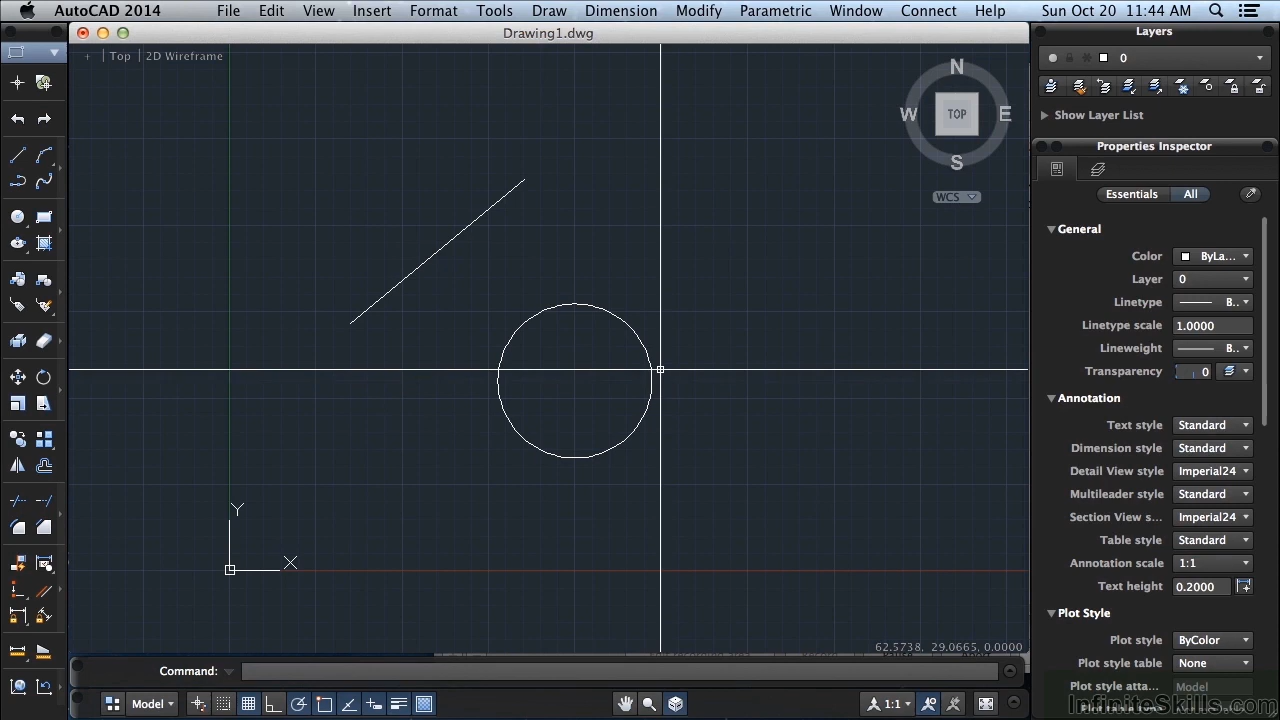 AutoCAD 2014 File Edit View Insert Format Tools Draw Dimension Modify Parametric Window Connect Help Sun Oct 20 11:44 AM
Drawing1.dwg
+ Top 2D Wireframe
N
W TOP E
S
WCS
Y
X
62.5738, 29.0665, 0.0000
Command:
Model
1:1
Layers
0
Show Layer List
Properties Inspector
Essentials All
General
Color ByLa...
Layer 0
Linetype B..
Linetype scale 1.0000
Lineweight B..
Transparency 0
Annotation
Text style Standard
Dimension style Standard
Detail View style Imperial24
Multileader style Standard
Section View s... Imperial24
Table style Standard
Annotation scale 1:1
Text height 0.2000
Plot Style
Plot style ByColor
Plot style table None
Plot style atta... Model
Plot table type
InfiniteSkills.com